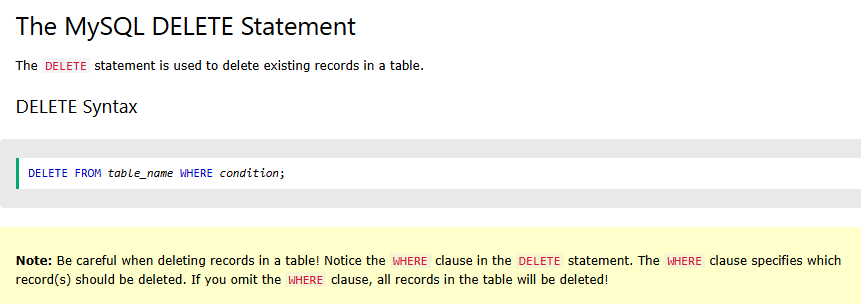 The MySQL DELETE Statement
The DELETE statement is used to delete existing records in a table.
DELETE Syntax
DELETE FROM table_name WHERE condition;
Note: Be careful when deleting records in a table! Notice the WHERE clause in the DELETE statement. The WHERE clause specifies which
record(s) should be deleted. If you omit the WHERE clause, all records in the table will be deleted!